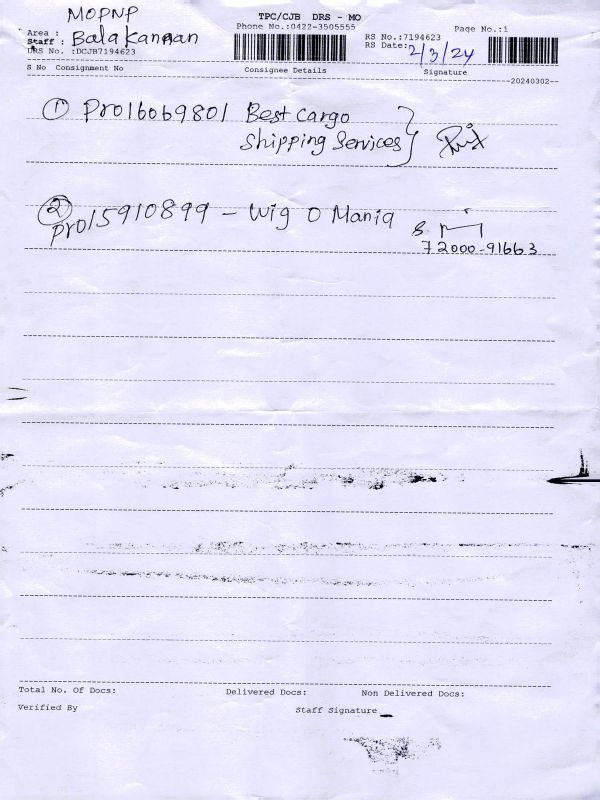 MOPNP
TPC/CJB DRS - MO
Area :
Phone No.:0422-3505555
Page No.:1
Staff : Bala Kannan
RS No.:7194623
RS Date: 2/3/24
DRS No. :DCJB7194623
S No Consignment No Consignee Details Signature
--20240302--
① Pro16069801 Best Cargo
Shipping Services
② Pro15910899 - Wig O Mania
72000-91663
Total No. Of Docs: Delivered Docs: Non Delivered Docs:
Verified By Staff Signature